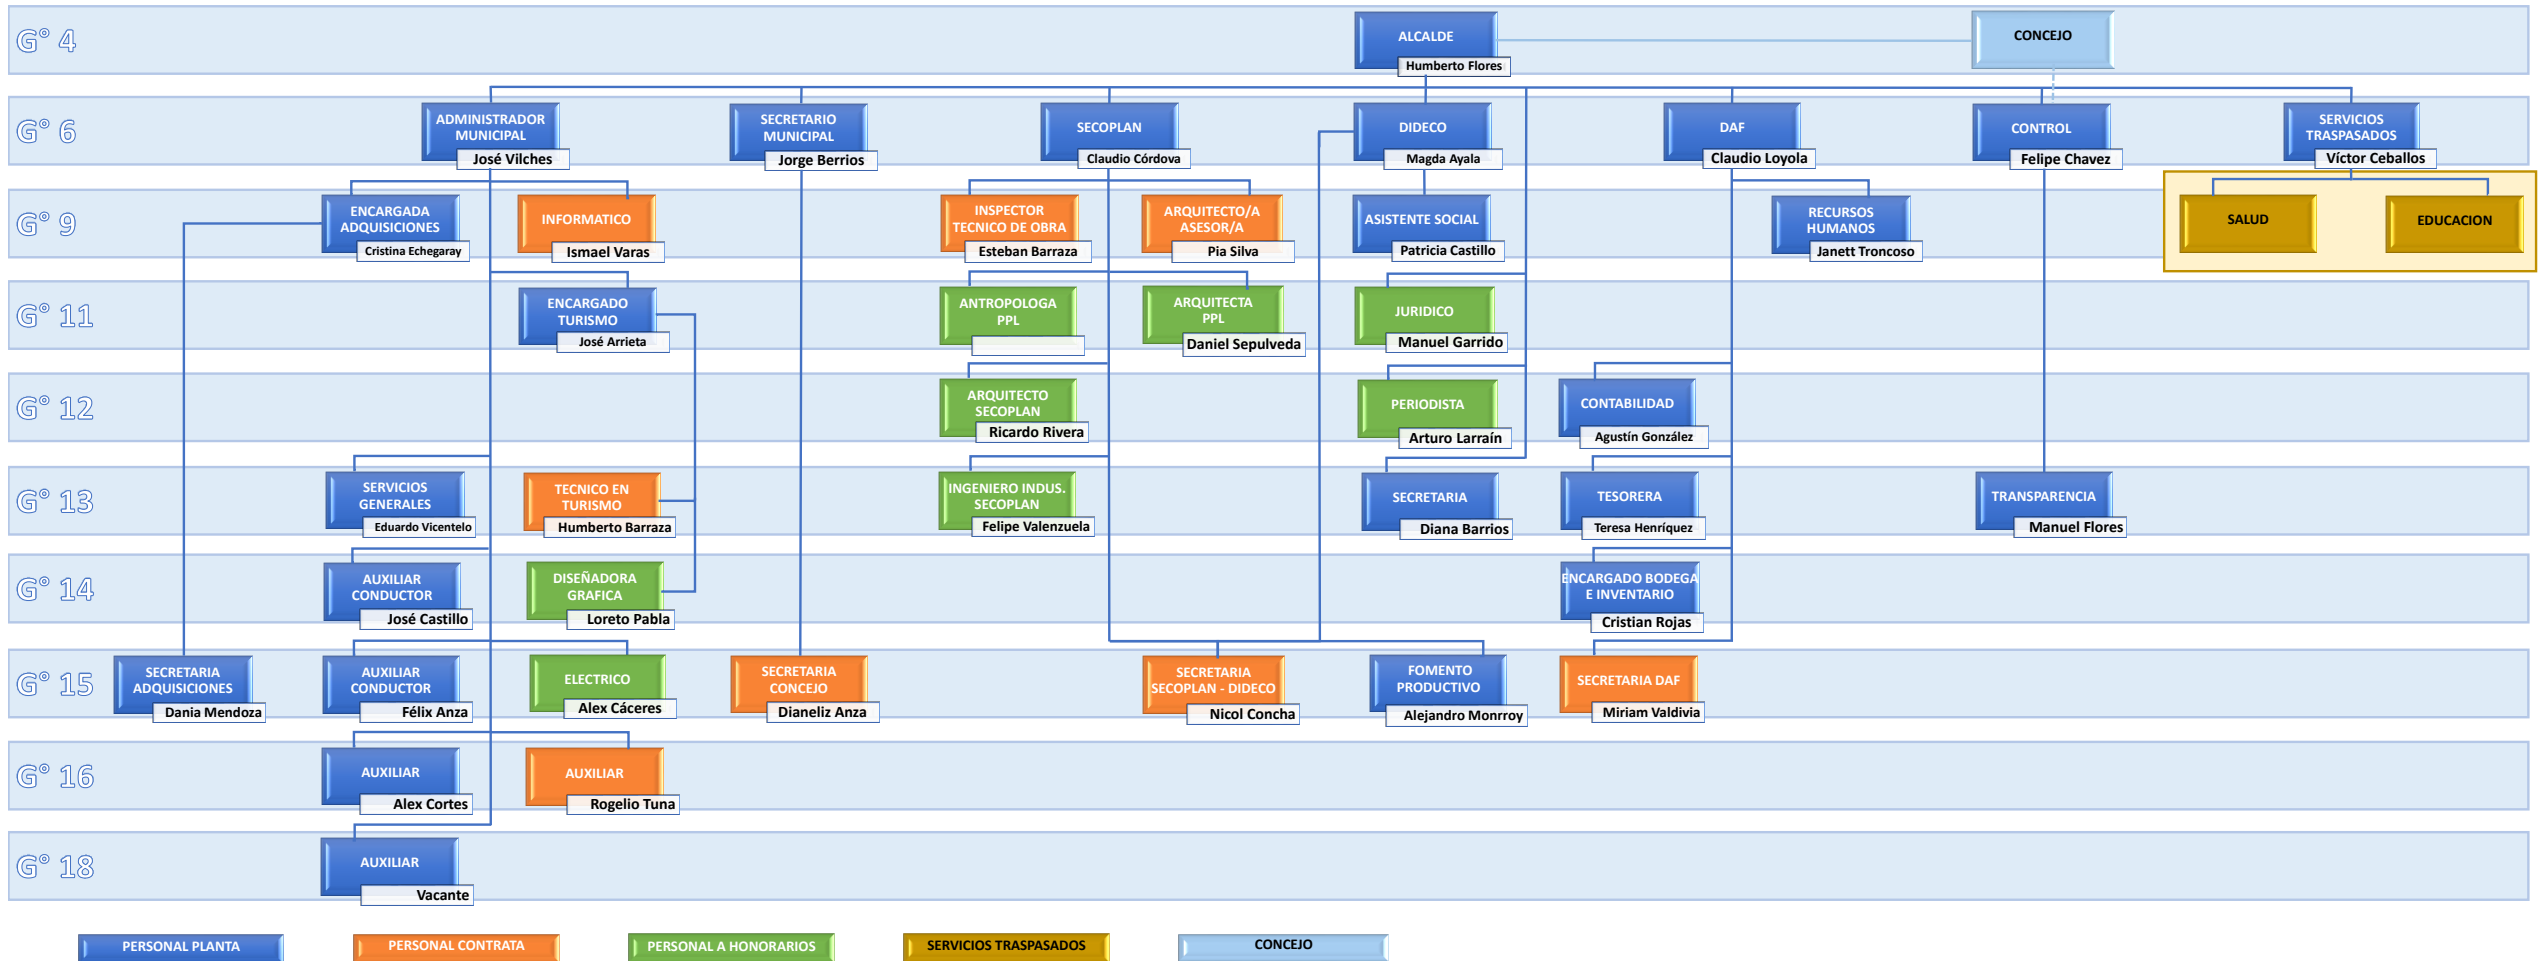 G° 4
ALCALDE
Humberto Flores
CONCEJO
G° 6
ADMINISTRADOR
MUNICIPAL
José Vilches
SECRETARIO
MUNICIPAL
Jorge Berrios
SECOPLAN
Claudio Córdova
DIDECO
Magda Ayala
DAF
Claudio Loyola
CONTROL
Felipe Chavez
SERVICIOS
TRASPASADOS
Víctor Ceballos
G° 9
ENCARGADA
ADQUISICIONES
Cristina Echegaray
INFORMATICO
Ismael Varas
INSPECTOR
TECNICO DE OBRA
Esteban Barraza
ARQUITECTO/A
ASESOR/A
Pia Silva
ASISTENTE SOCIAL
Patricia Castillo
RECURSOS
HUMANOS
Janett Troncoso
SALUD
EDUCACION
G° 11
ENCARGADO
TURISMO
José Arrieta
ANTROPOLOGA
PPL
ARQUITECTA
PPL
Daniel Sepulveda
JURIDICO
Manuel Garrido
G° 12
ARQUITECTO
SECOPLAN
Ricardo Rivera
PERIODISTA
Arturo Larraín
CONTABILIDAD
Agustín González
G° 13
SERVICIOS
GENERALES
Eduardo Vicentelo
TECNICO EN
TURISMO
Humberto Barraza
INGENIERO INDUS.
SECOPLAN
Felipe Valenzuela
SECRETARIA
Diana Barrios
TESORERA
Teresa Henríquez
TRANSPARENCIA
Manuel Flores
G° 14
AUXILIAR
CONDUCTOR
José Castillo
DISEÑADORA
GRAFICA
Loreto Pabla
ENCARGADO BODEGA
E INVENTARIO
Cristian Rojas
G° 15
SECRETARIA
ADQUISICIONES
Dania Mendoza
AUXILIAR
CONDUCTOR
Félix Anza
ELECTRICO
Alex Cáceres
SECRETARIA
CONCEJO
Dianeliz Anza
SECRETARIA
SECOPLAN - DIDECO
Nicol Concha
FOMENTO
PRODUCTIVO
Alejandro Monrroy
SECRETARIA DAF
Miriam Valdivia
G° 16
AUXILIAR
Alex Cortes
AUXILIAR
Rogelio Tuna
G° 18
AUXILIAR
Vacante
PERSONAL PLANTA
PERSONAL CONTRATA
PERSONAL A HONORARIOS
SERVICIOS TRASPASADOS
CONCEJO